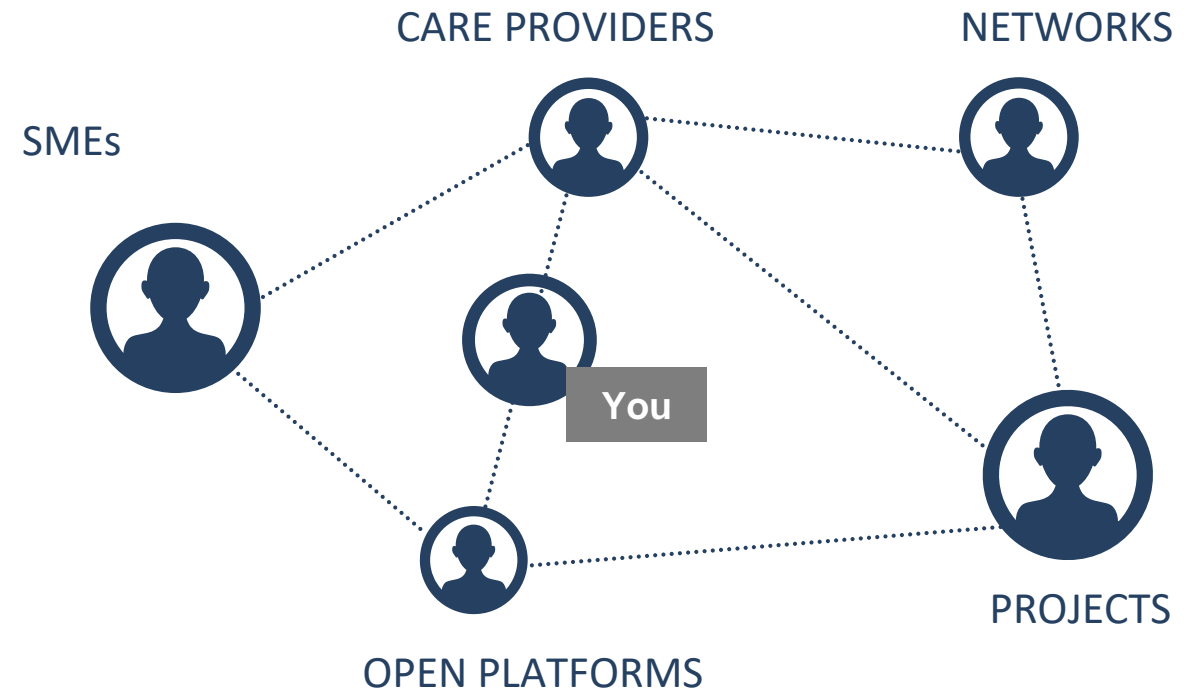 CARE PROVIDERS
NETWORKS
SMEs
You
PROJECTS
OPEN PLATFORMS